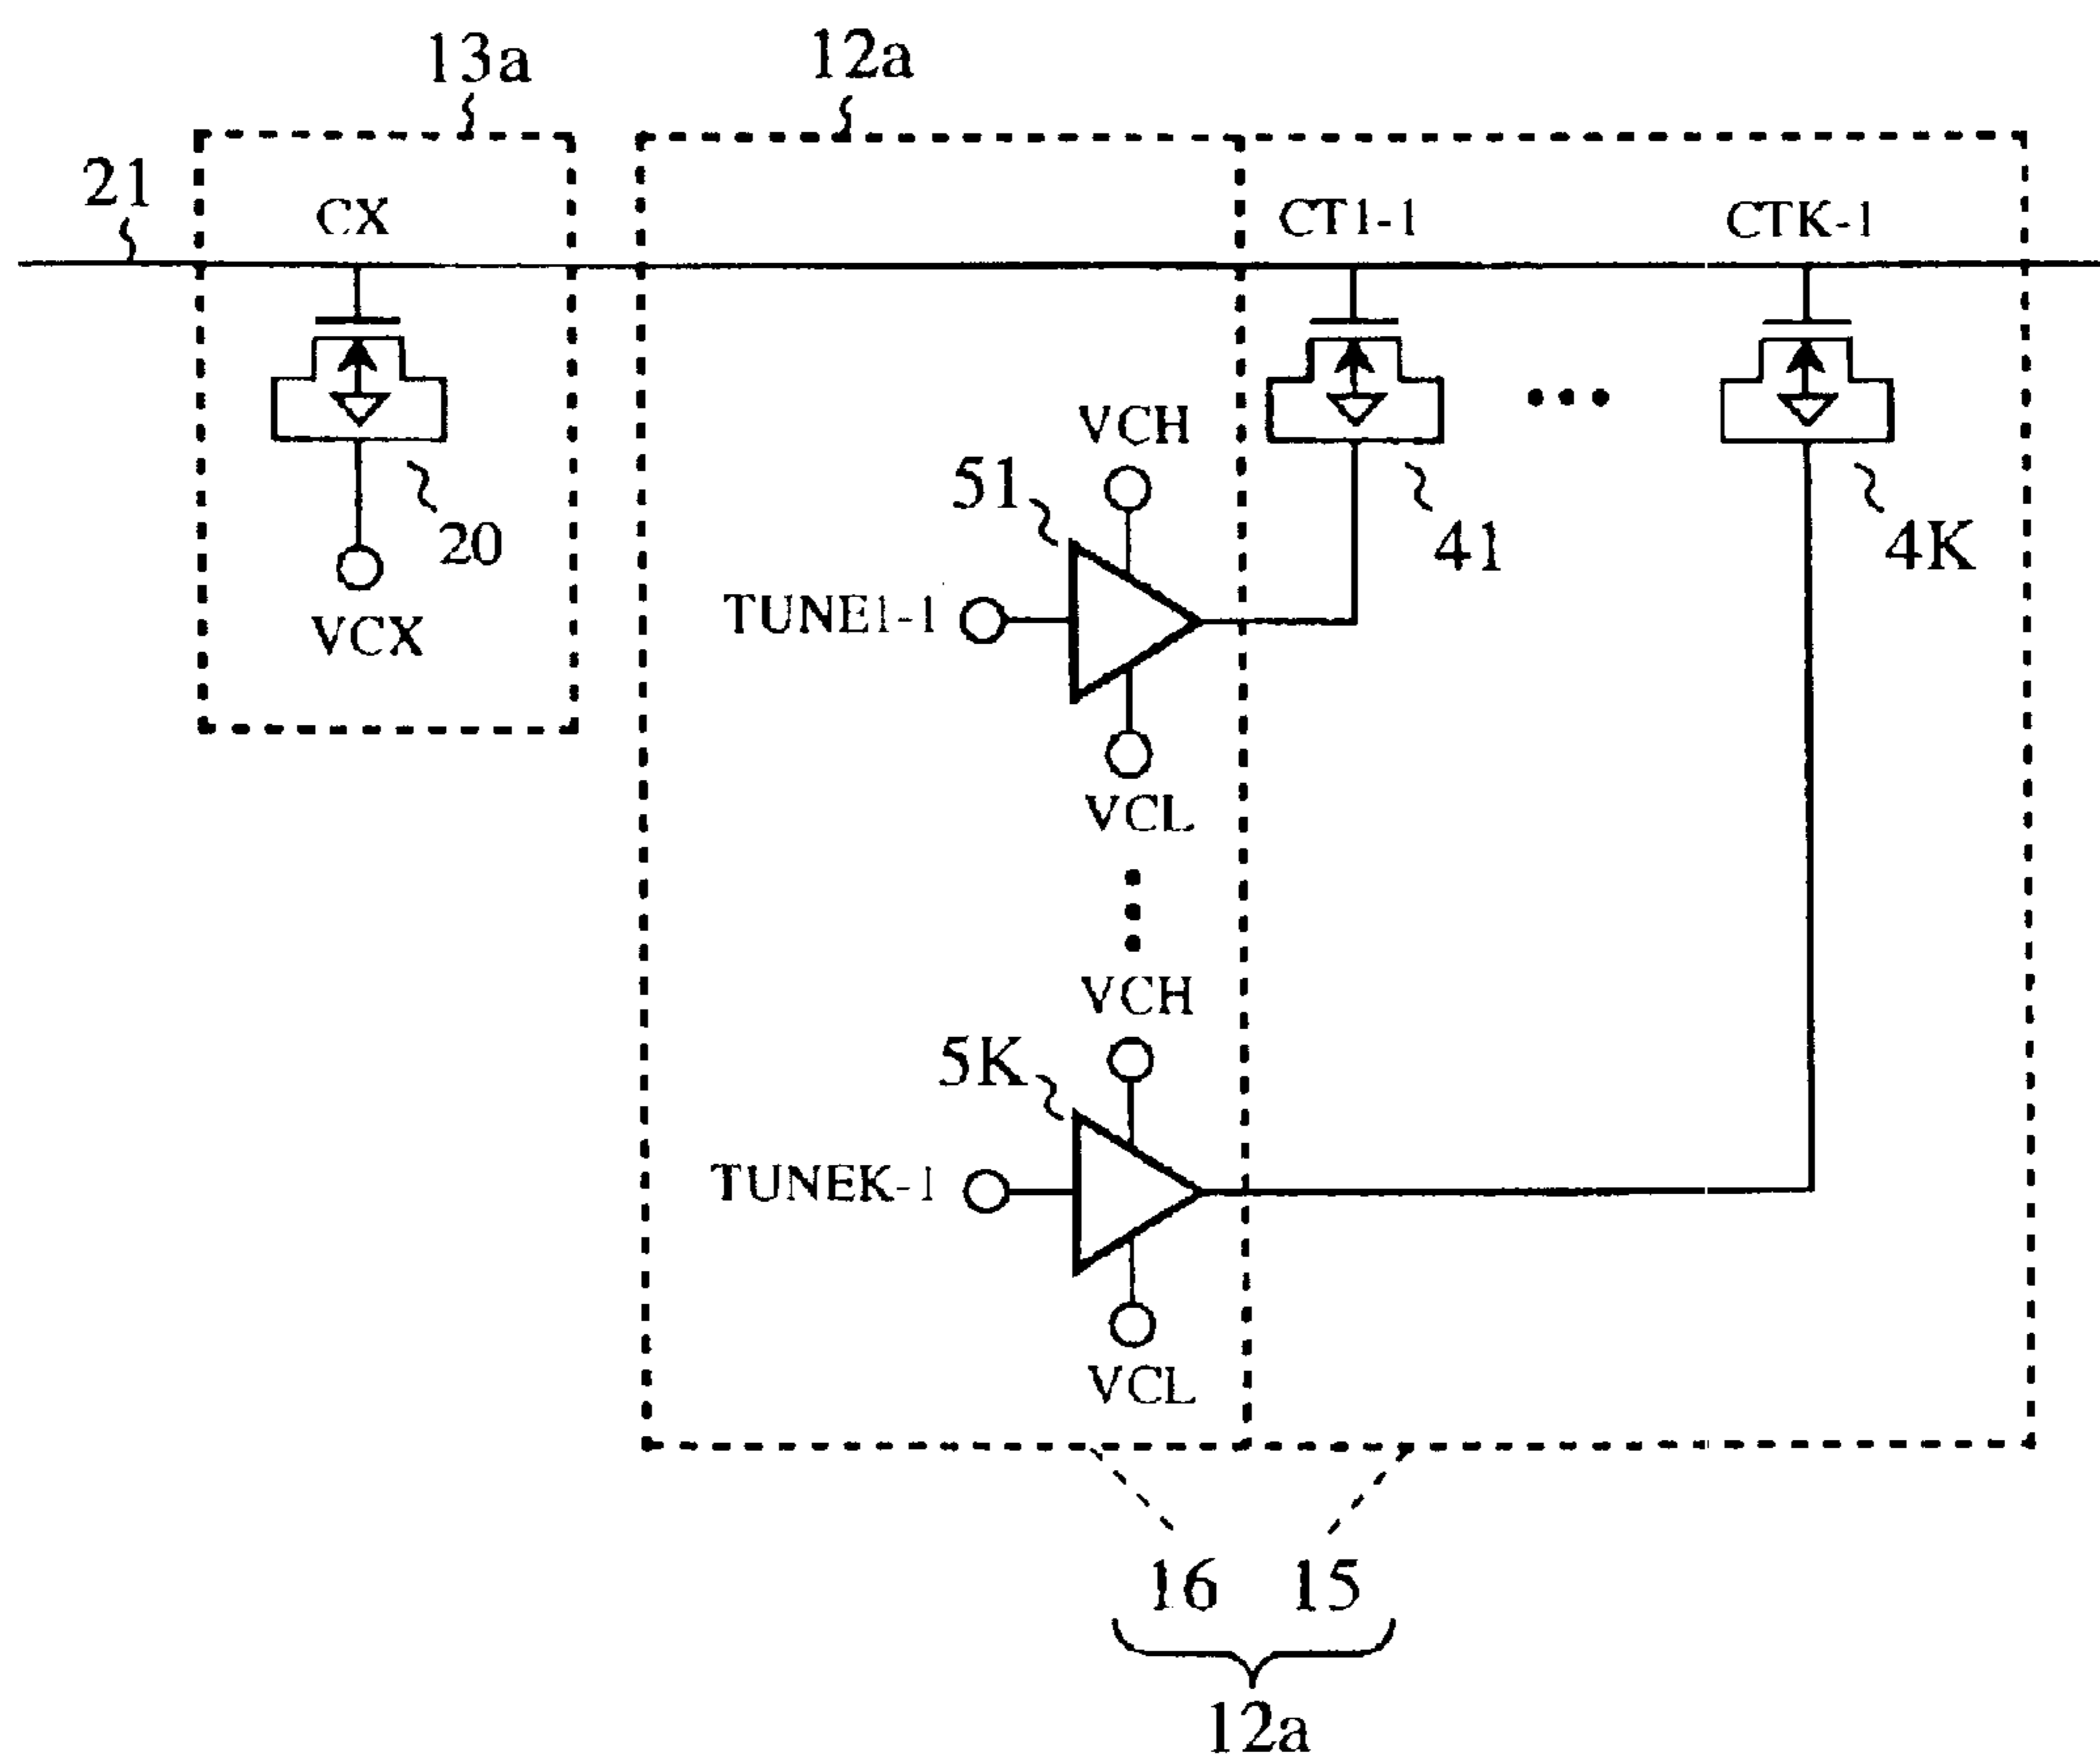 13a 12a
21
CX CT1-1 CTK-1
VCH
51
20 41 4K
TUNE1-1
VCX
VCL
VCH
5K
TUNEK-1
VCL
16 15
12a